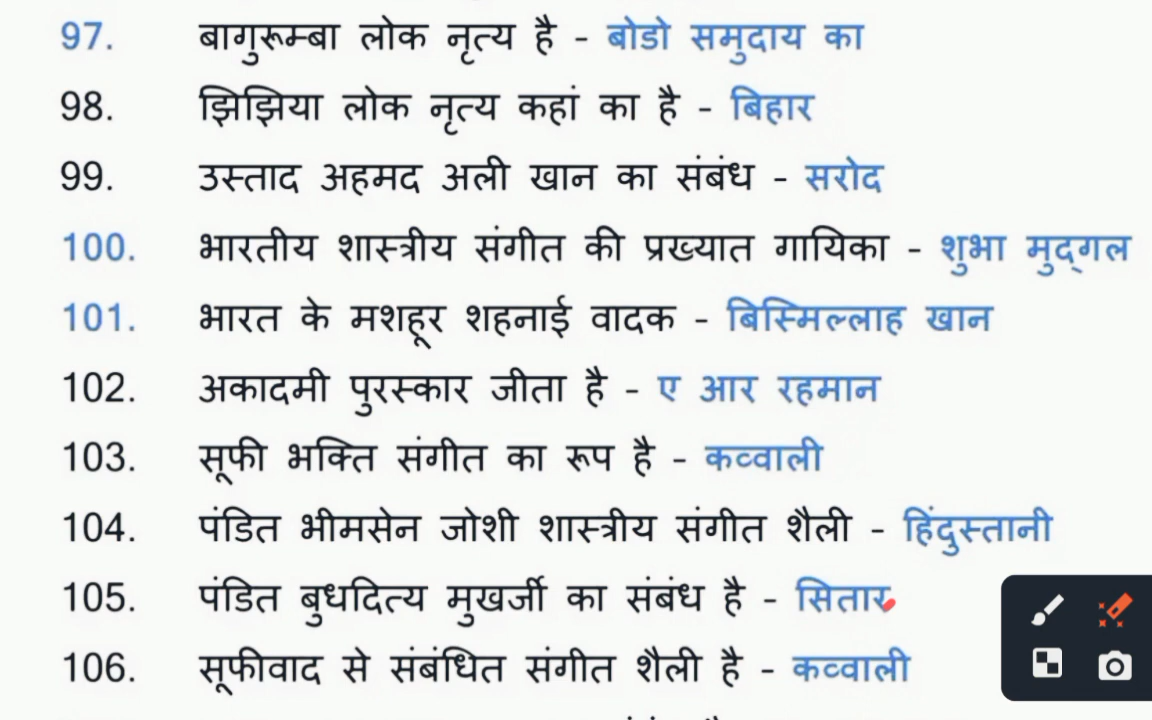 97. बागुरूम्बा लोक नृत्य है - बोडो समुदाय का
98. झिझिया लोक नृत्य कहां का है - बिहार
99. उस्ताद अहमद अली खान का संबंध - सरोद
100. भारतीय शास्त्रीय संगीत की प्रख्यात गायिका - शुभा मुद्गल
101. भारत के मशहूर शहनाई वादक - बिस्मिल्लाह खान
102. अकादमी पुरस्कार जीता है - ए आर रहमान
103. सूफी भक्ति संगीत का रूप है - कव्वाली
104. पंडित भीमसेन जोशी शास्त्रीय संगीत शैली - हिंदुस्तानी
105. पंडित बुधदित्य मुखर्जी का संबंध है - सितार
106. सूफीवाद से संबंधित संगीत शैली है - कव्वाली